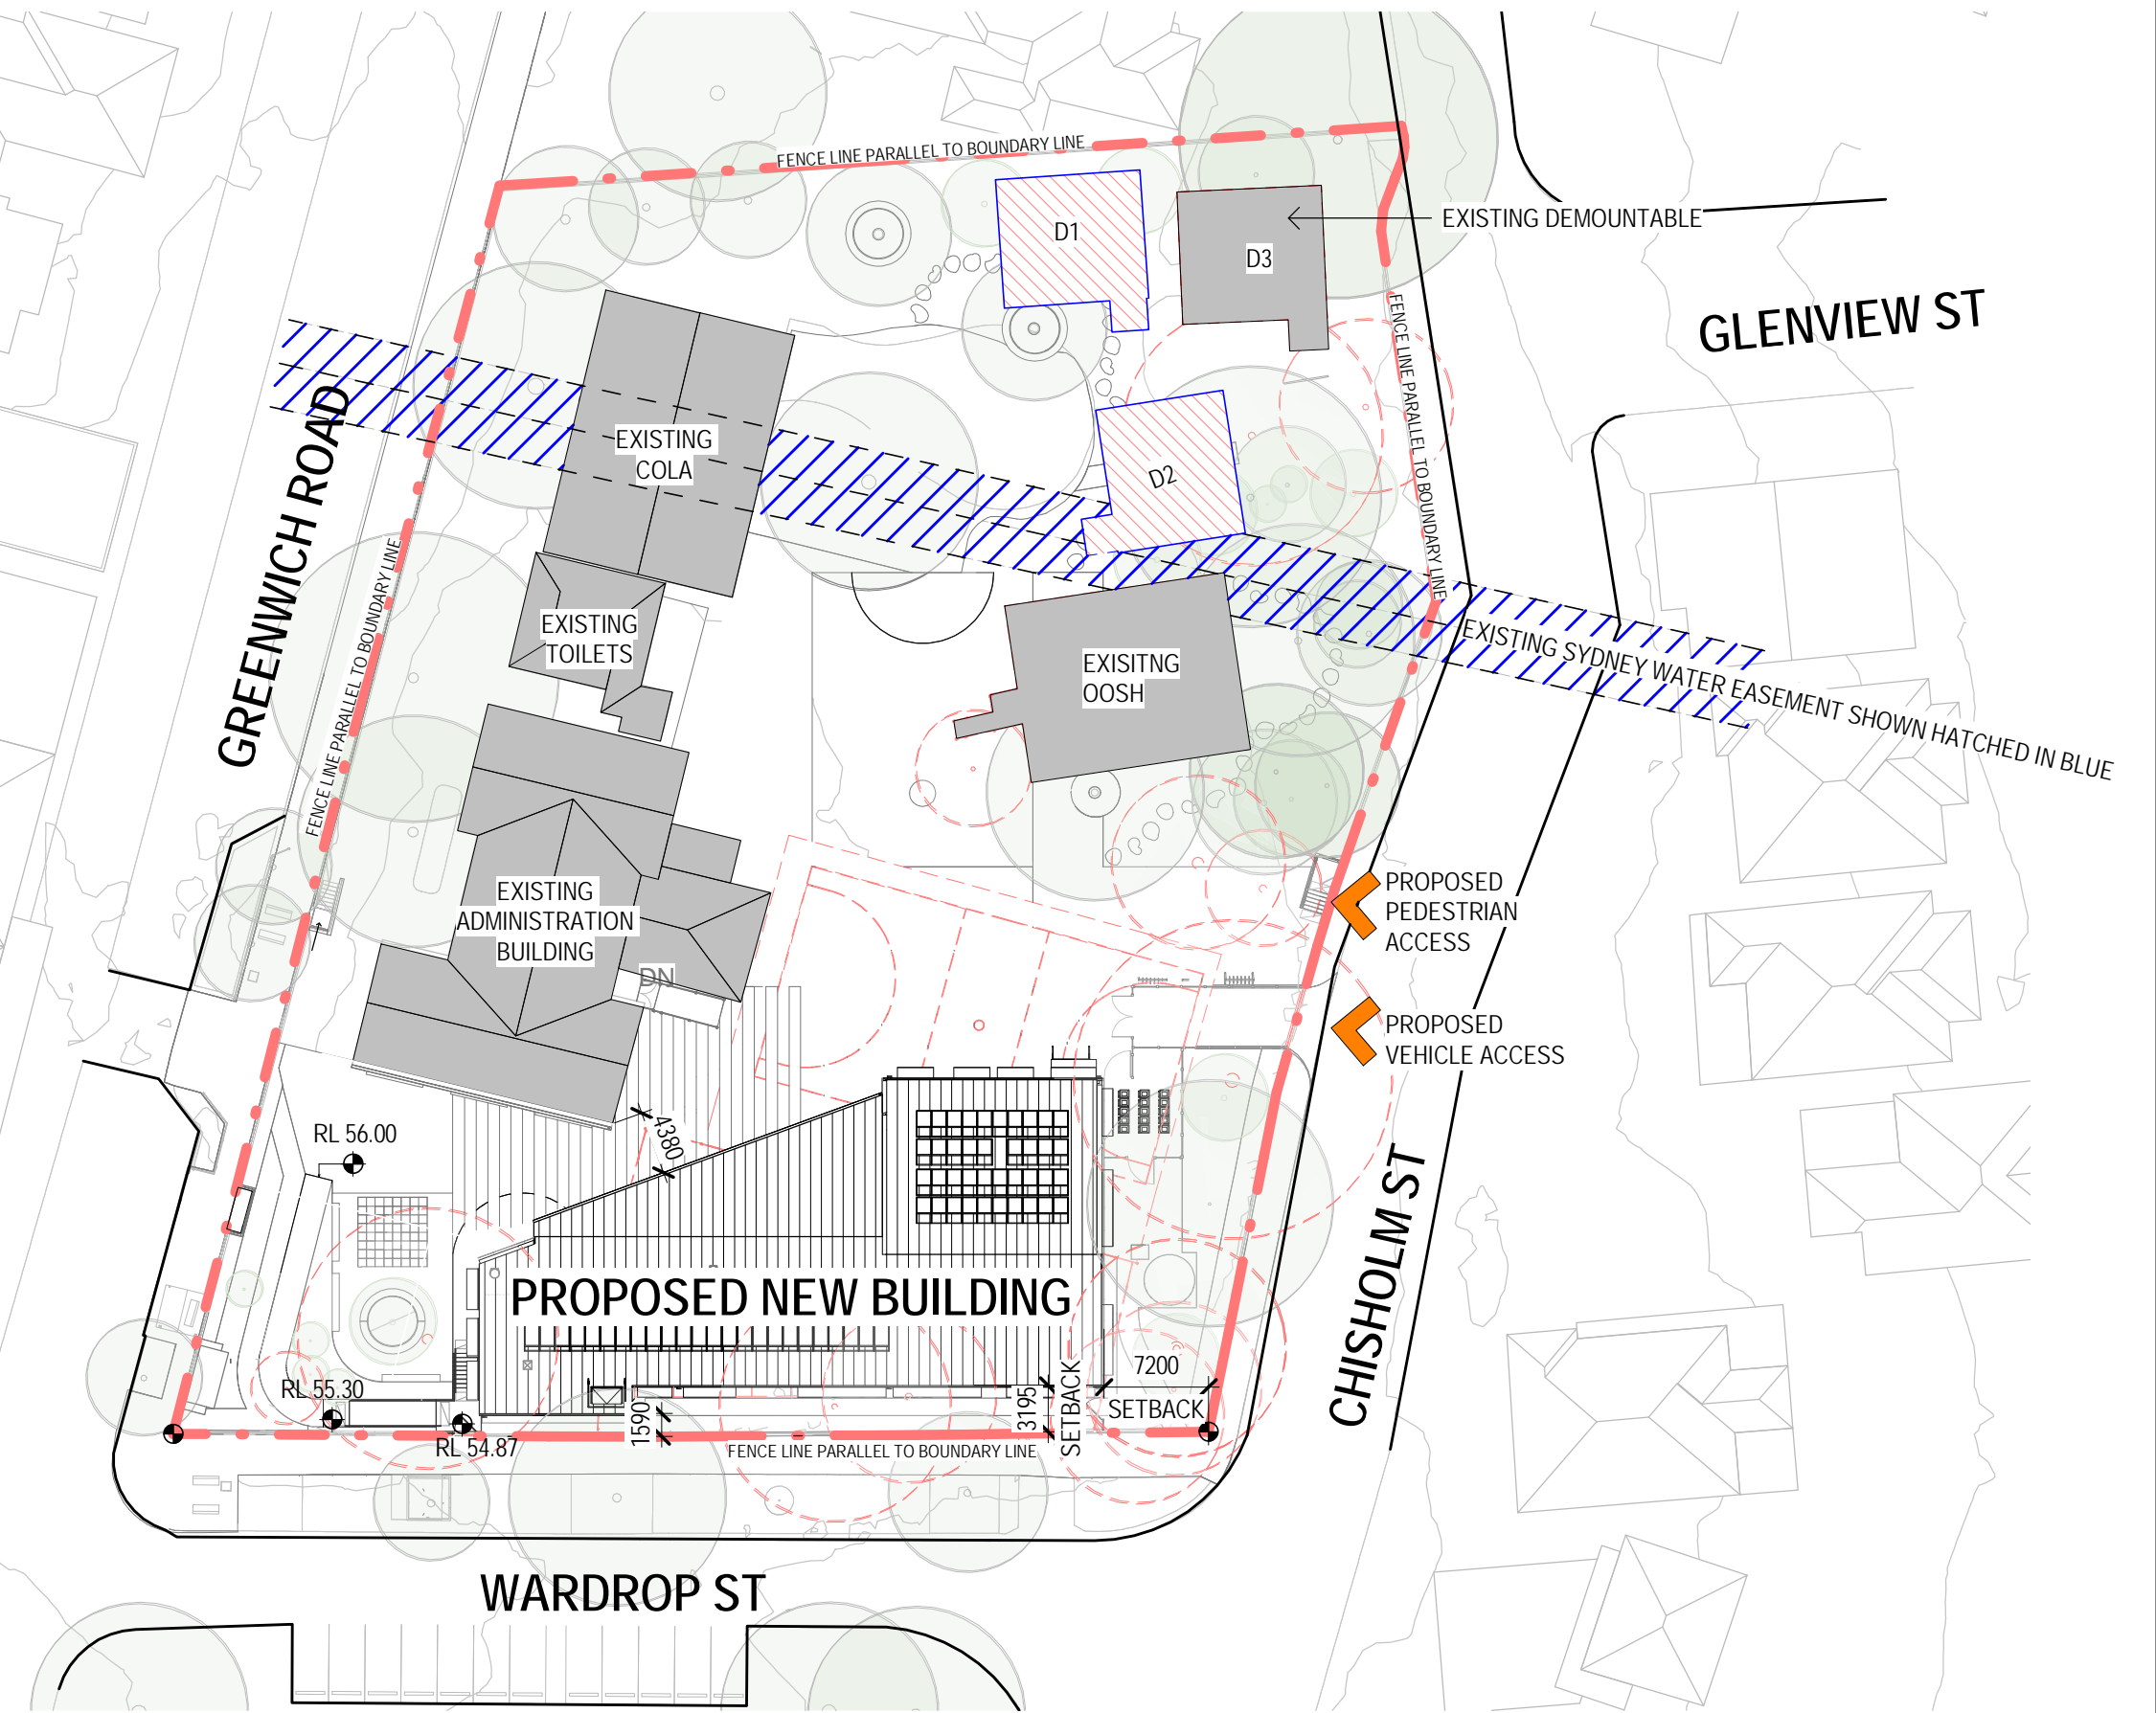 FENCE LINE PARALLEL TO BOUNDARY LINE
D1
D3
EXISTING DEMOUNTABLE
GLENVIEW ST
FENCE LINE PARALLEL TO BOUNDARY LINE
GREENWICH ROAD
EXISTING
COLA
D2
FENCE LINE PARALLEL TO BOUNDARY LINE
EXISTING
TOILETS
EXISITNG
OOSH
EXISTING SYDNEY WATER EASEMENT SHOWN HATCHED IN BLUE
EXISTING
ADMINISTRATION
BUILDING
DN
PROPOSED
PEDESTRIAN
ACCESS
PROPOSED
VEHICLE ACCESS
RL 56.00
4380
CHISHOLM ST
PROPOSED NEW BUILDING
RL 55.30
RL 54.87
1590
3195
SETBACK
7200
SETBACK
FENCE LINE PARALLEL TO BOUNDARY LINE
WARDROP ST